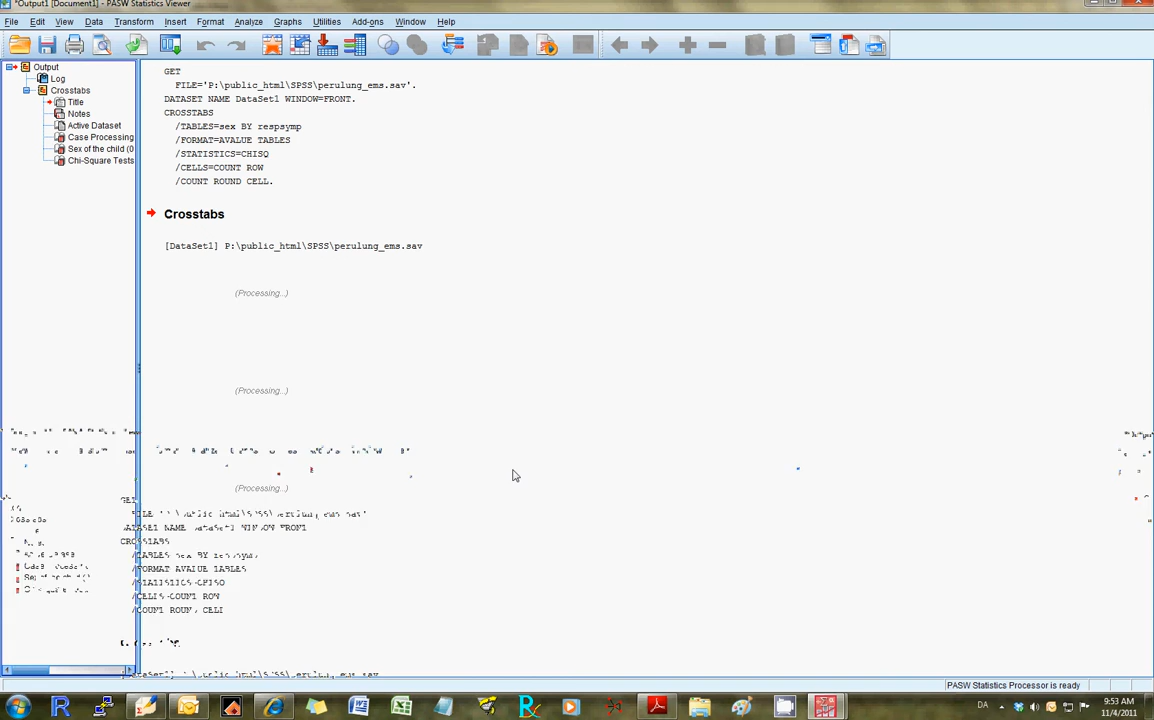 *Output1 [Document1] - PASW Statistics Viewer
File Edit View Data Transform Insert Format Analyze Graphs Utilities Add-ons Window Help
Output
Log
Crosstabs
Title
Notes
Active Dataset
Case Processing
Sex of the child (0
Chi-Square Tests
GET
FILE='P:\public_html\SPSS\perulung_ems.sav'.
DATASET NAME DataSet1 WINDOW=FRONT.
CROSSTABS
/TABLES=sex BY respsymp
/FORMAT=AVALUE TABLES
/STATISTICS=CHISQ
/CELLS=COUNT ROW
/COUNT ROUND CELL.
Crosstabs
[DataSet1] P:\public_html\SPSS\perulung_ems.sav
(Processing..)
(Processing..)
(Processing..)
PASW Statistics Processor is ready
DA
9:53 AM
11/4/2011